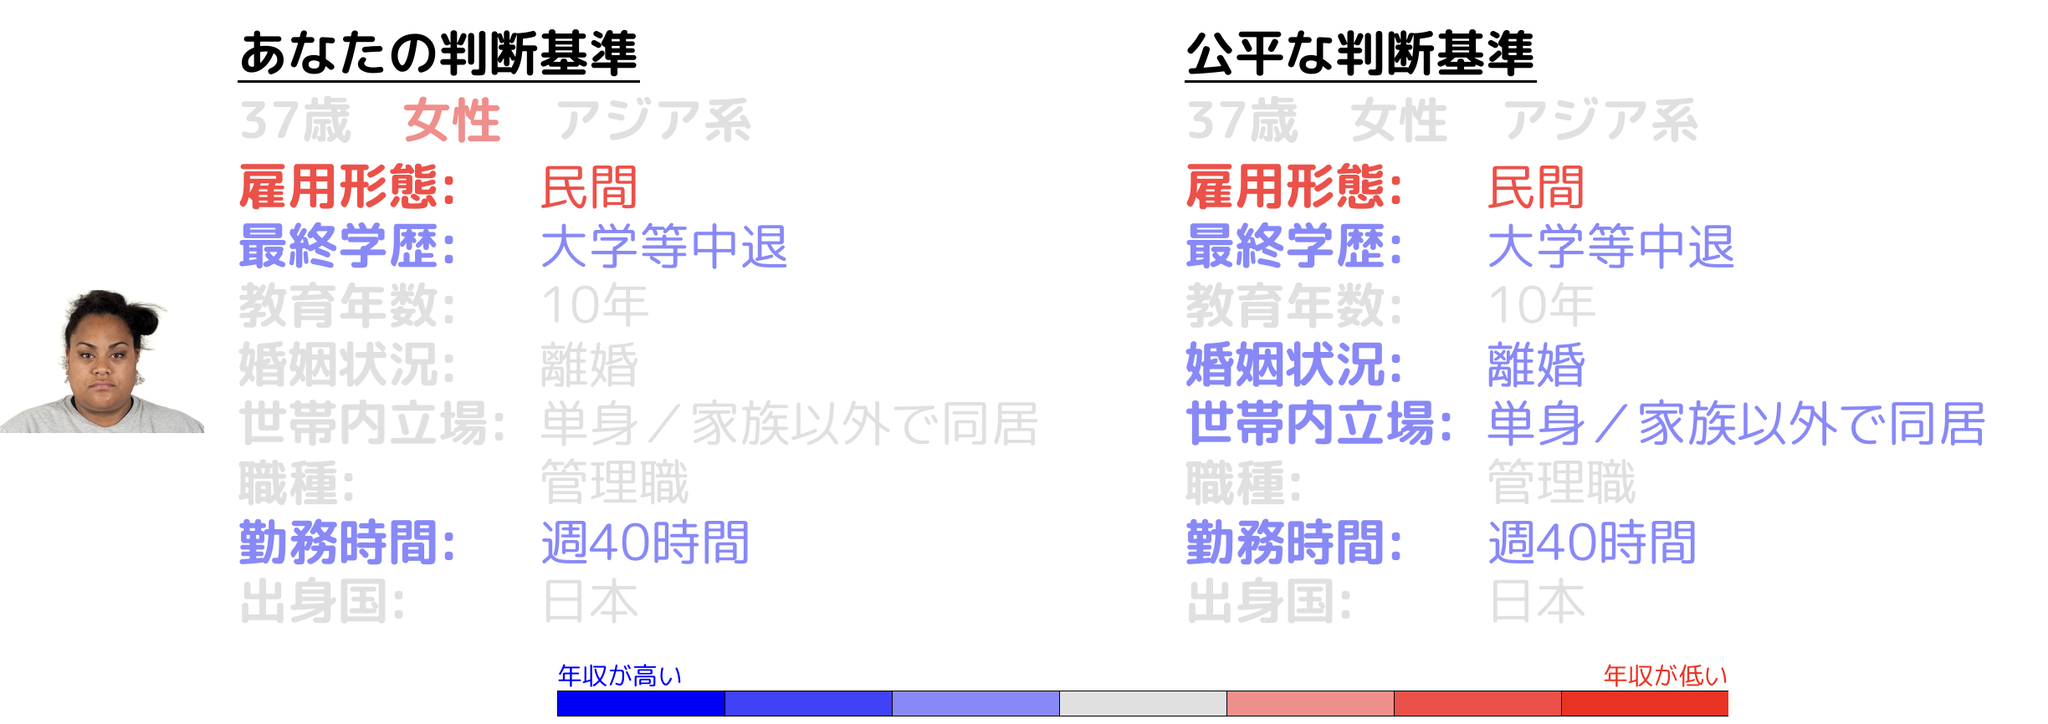 あなたの判断基準
37歳 女性 アジア系
雇用形態: 民間
最終学歴: 大学等中退
教育年数: 10年
婚姻状況: 離婚
世帯内立場: 単身／家族以外で同居
職種: 管理職
勤務時間: 週40時間
出身国: 日本
公平な判断基準
37歳 女性 アジア系
雇用形態: 民間
最終学歴: 大学等中退
教育年数: 10年
婚姻状況: 離婚
世帯内立場: 単身／家族以外で同居
職種: 管理職
勤務時間: 週40時間
出身国: 日本
年収が高い
年収が低い